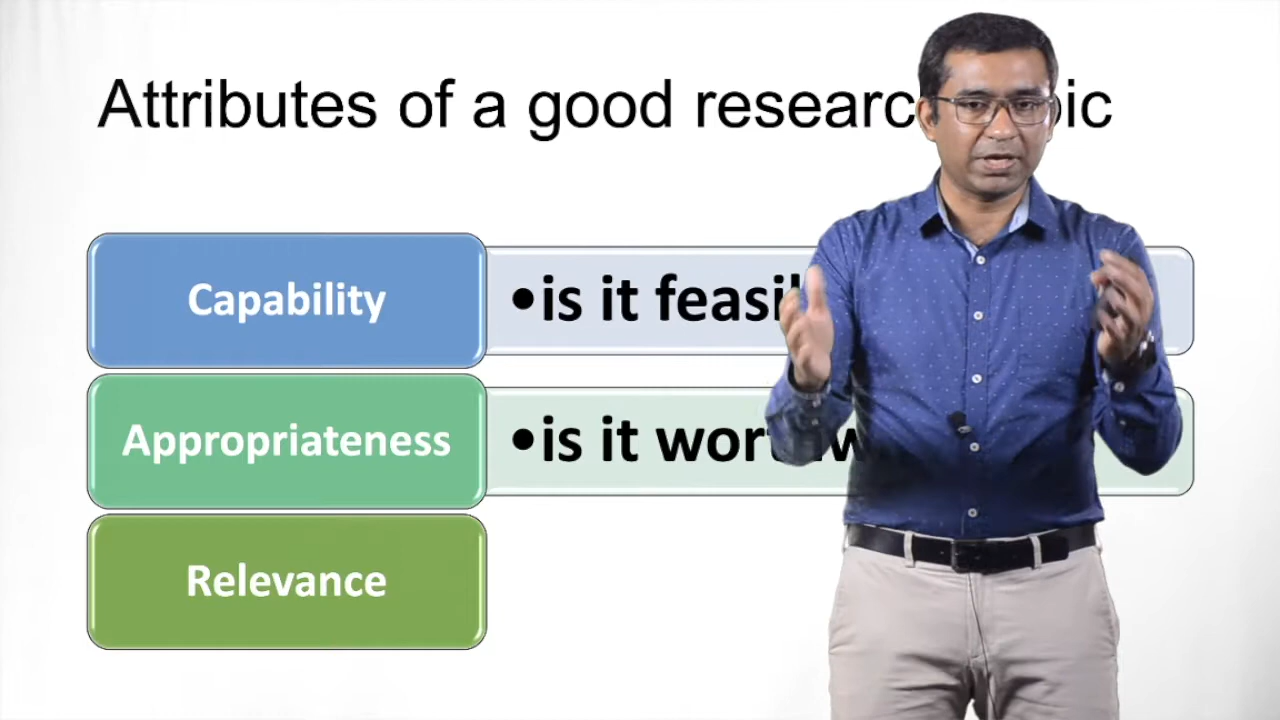 Attributes of a good
Capability
•is it
Appropriateness
•is it
Relevance